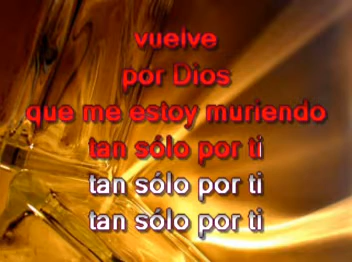 vuelve
por Dios
que me estoy muriendo
tan sólo por ti
tan sólo por ti
tan sólo por ti